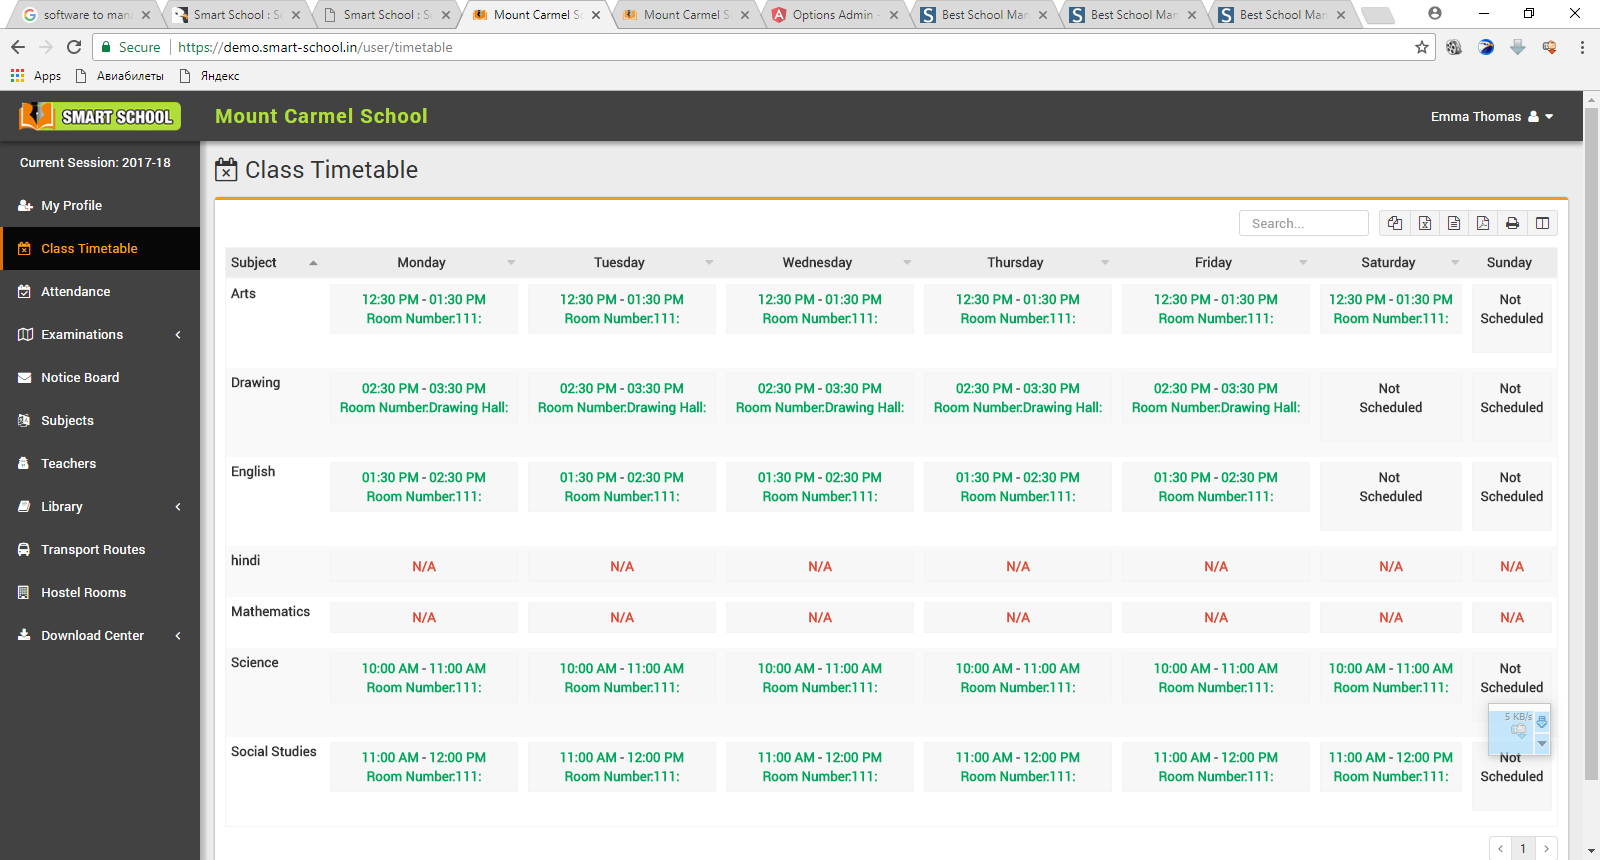 software to mana
Smart School : Sc
Smart School : Sc
Mount Carmel Sc
Mount Carmel Sc
Options Admin -
Best School Man
Best School Man
Best School Man
Secure
https://demo.smart-school.in/user/timetable
Apps
Авиабилеты
Яндекс
SMART SCHOOL
Mount Carmel School
Emma Thomas
Current Session: 2017-18
My Profile
Class Timetable
Attendance
Examinations
Notice Board
Subjects
Teachers
Library
Transport Routes
Hostel Rooms
Download Center
Class Timetable
Search...
Subject Monday Tuesday Wednesday Thursday Friday Saturday Sunday
Arts 12:30 PM - 01:30 PM 12:30 PM - 01:30 PM 12:30 PM - 01:30 PM 12:30 PM - 01:30 PM 12:30 PM - 01:30 PM 12:30 PM - 01:30 PM Not
Room Number:111: Room Number:111: Room Number:111: Room Number:111: Room Number:111: Room Number:111: Scheduled
Drawing 02:30 PM - 03:30 PM 02:30 PM - 03:30 PM 02:30 PM - 03:30 PM 02:30 PM - 03:30 PM 02:30 PM - 03:30 PM Not Not
Room Number:Drawing Hall: Room Number:Drawing Hall: Room Number:Drawing Hall: Room Number:Drawing Hall: Room Number:Drawing Hall: Scheduled Scheduled
English 01:30 PM - 02:30 PM 01:30 PM - 02:30 PM 01:30 PM - 02:30 PM 01:30 PM - 02:30 PM 01:30 PM - 02:30 PM Not Not
Room Number:111: Room Number:111: Room Number:111: Room Number:111: Room Number:111: Scheduled Scheduled
hindi N/A N/A N/A N/A N/A N/A N/A
Mathematics N/A N/A N/A N/A N/A N/A N/A
Science 10:00 AM - 11:00 AM 10:00 AM - 11:00 AM 10:00 AM - 11:00 AM 10:00 AM - 11:00 AM 10:00 AM - 11:00 AM 10:00 AM - 11:00 AM Not
Room Number:111: Room Number:111: Room Number:111: Room Number:111: Room Number:111: Room Number:111: Scheduled
5 KB/s
Social Studies 11:00 AM - 12:00 PM 11:00 AM - 12:00 PM 11:00 AM - 12:00 PM 11:00 AM - 12:00 PM 11:00 AM - 12:00 PM 11:00 AM - 12:00 PM Not
Room Number:111: Room Number:111: Room Number:111: Room Number:111: Room Number:111: Room Number:111: Scheduled
1